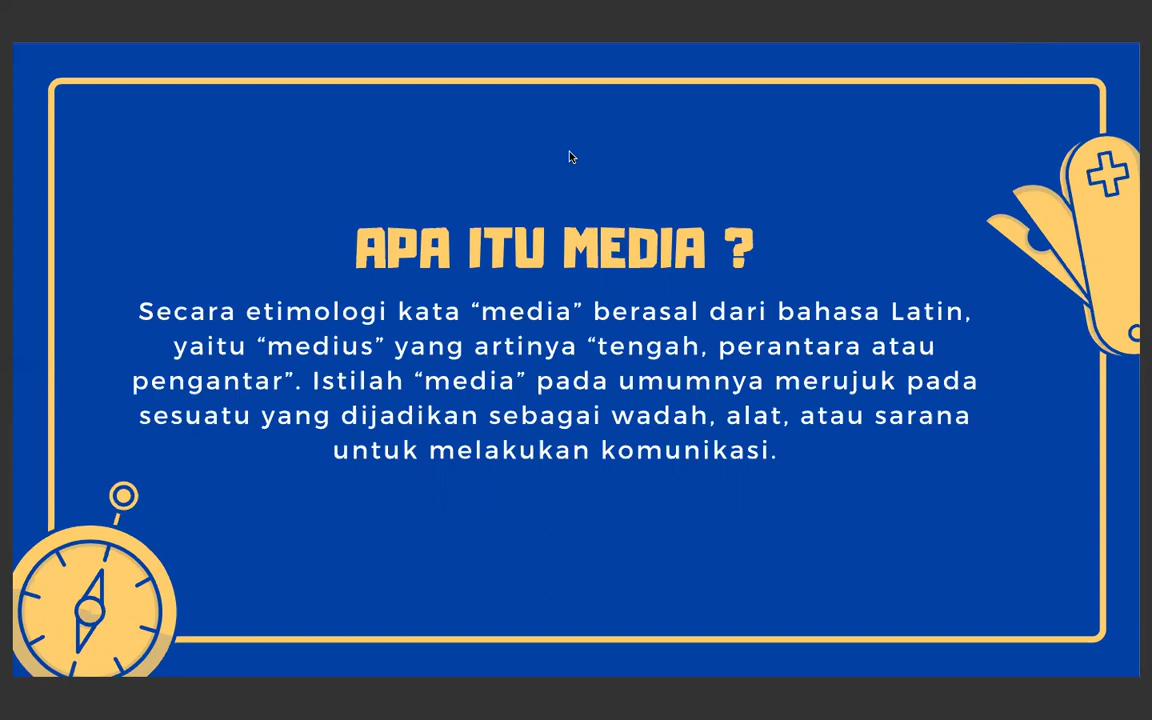 APA ITU MEDIA ?
Secara etimologi kata “media” berasal dari bahasa Latin,
yaitu “medius” yang artinya “tengah, perantara atau
pengantar”. Istilah “media” pada umumnya merujuk pada
sesuatu yang dijadikan sebagai wadah, alat, atau sarana
untuk melakukan komunikasi.